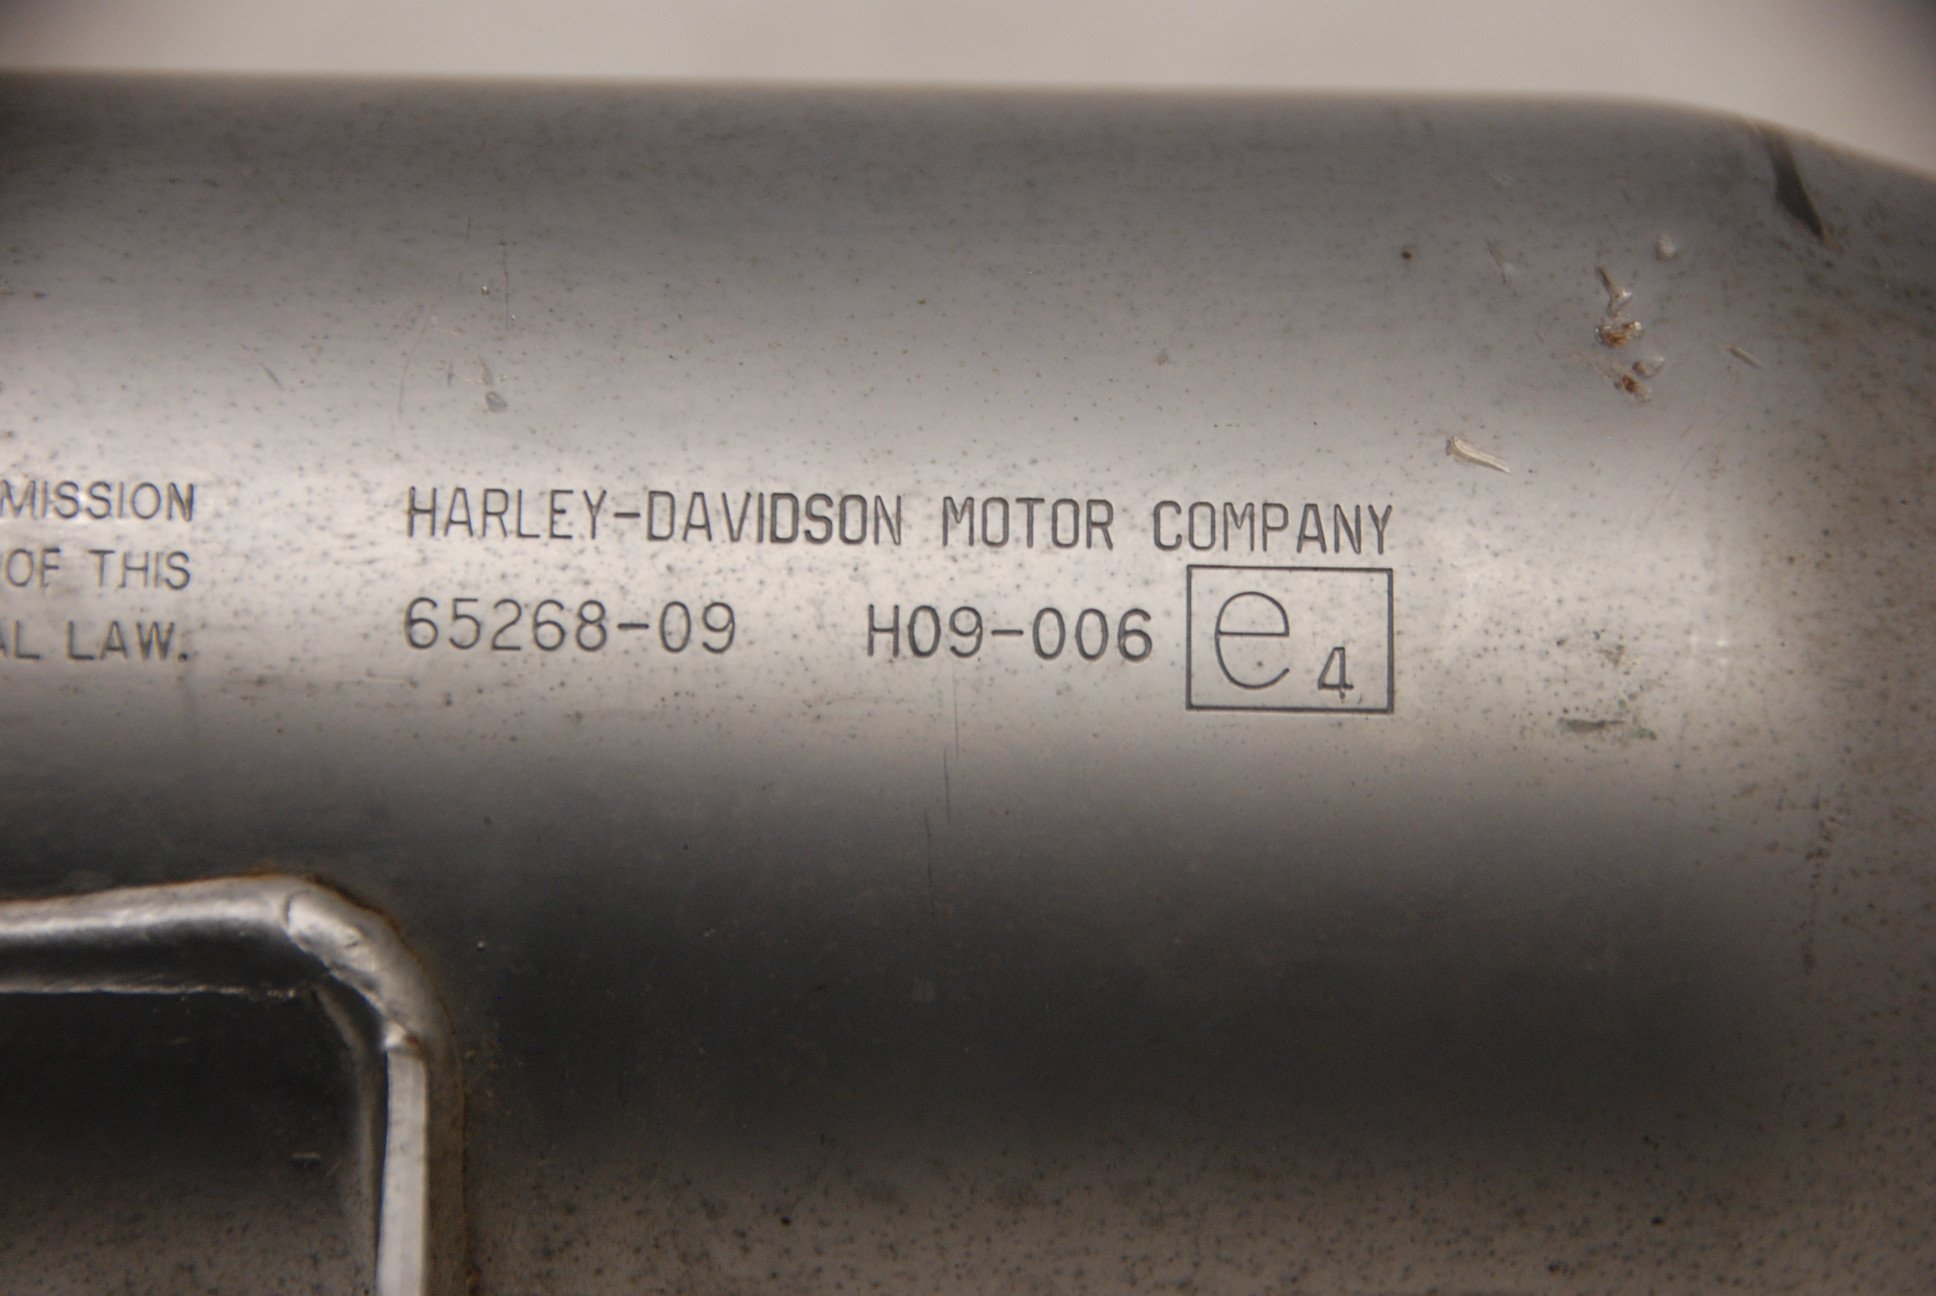 MISSION
OF THIS
AL LAW.
HARLEY-DAVIDSON MOTOR COMPANY
65268-09 H09-006 e4